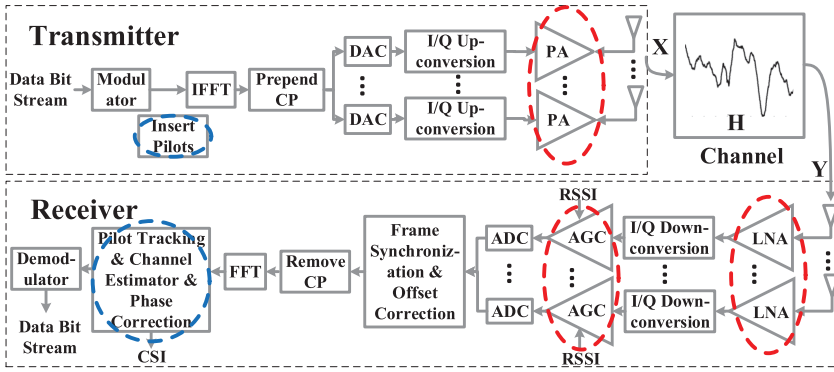 Transmitter
Data Bit
Stream
Modul
ator
Insert
Pilots
IFFT
Prepend
CP
DAC
DAC
I/Q Up-
conversion
I/Q Up-
conversion
PA
PA
X
H
Channel
Y
Receiver
LNA
LNA
I/Q Down-
conversion
I/Q Down-
conversion
RSSI
AGC
AGC
RSSI
ADC
ADC
Frame
Synchroniz-
ation &
Offset
Correction
Remove
CP
FFT
Pilot Tracking
& Channel
Estimator &
Phase
Correction
CSI
Demod-
ulator
Data Bit
Stream